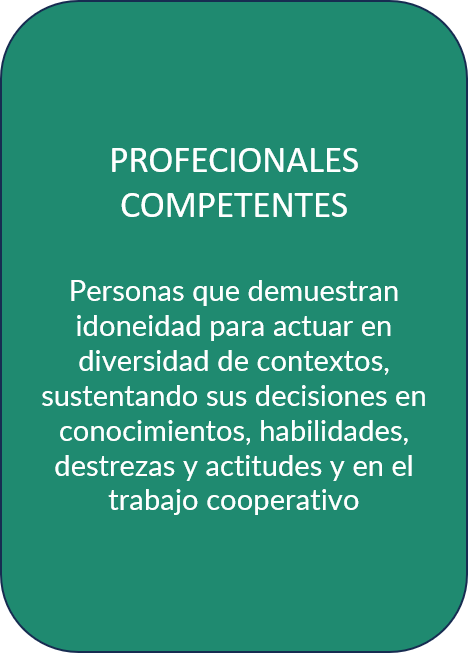 PROFECIONALES
COMPETENTES
Personas que demuestran
idoneidad para actuar en
diversidad de contextos,
sustentando sus decisiones en
conocimientos, habilidades,
destrezas y actitudes y en el
trabajo cooperativo